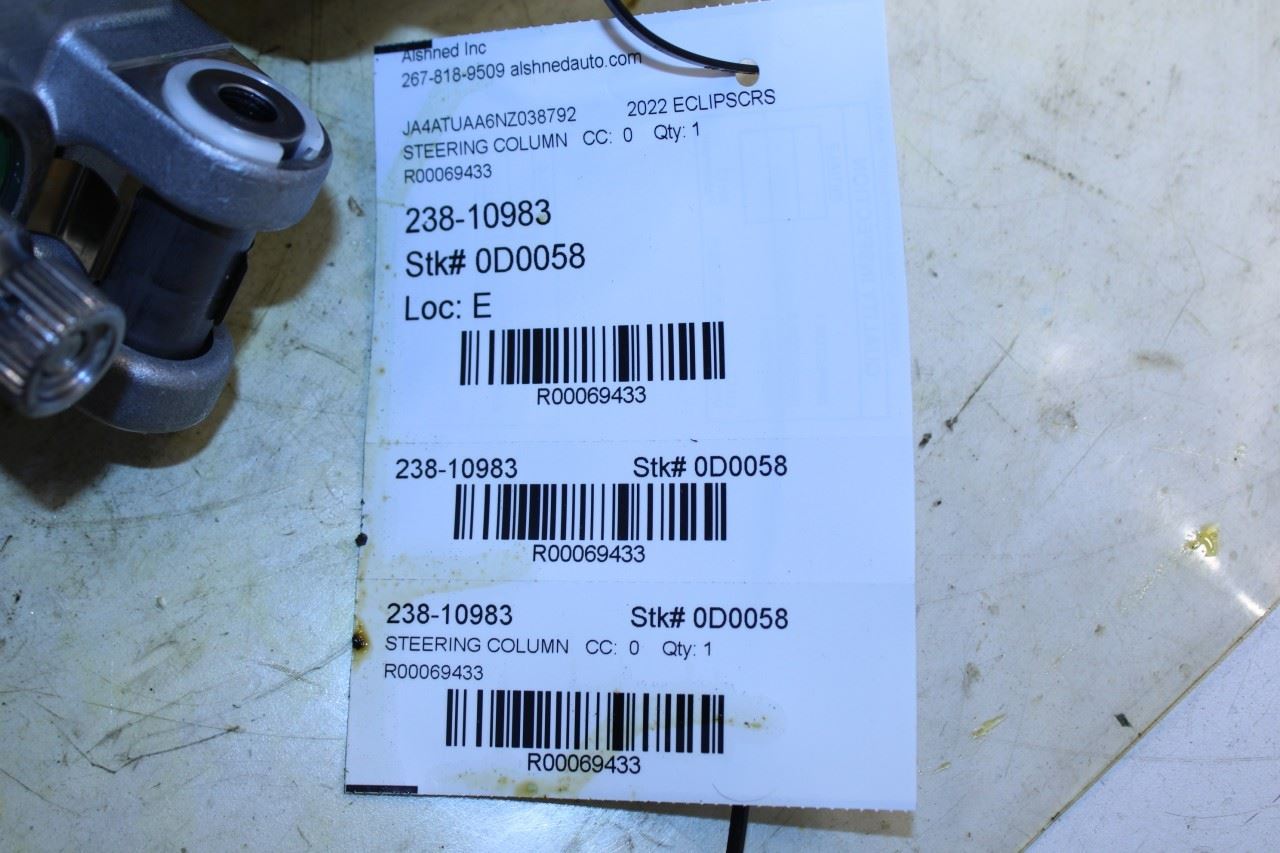 Alshned Inc
267-818-9509 alshnedauto.com
JA4ATUAA6NZ038792 2022 ECLIPSCRS
STEERING COLUMN CC: 0 Qty: 1
R00069433
238-10983
Stk# 0D0058
Loc: E
R00069433
238-10983 Stk# 0D0058
R00069433
238-10983 Stk# 0D0058
STEERING COLUMN CC: 0 Qty: 1
R00069433
R00069433